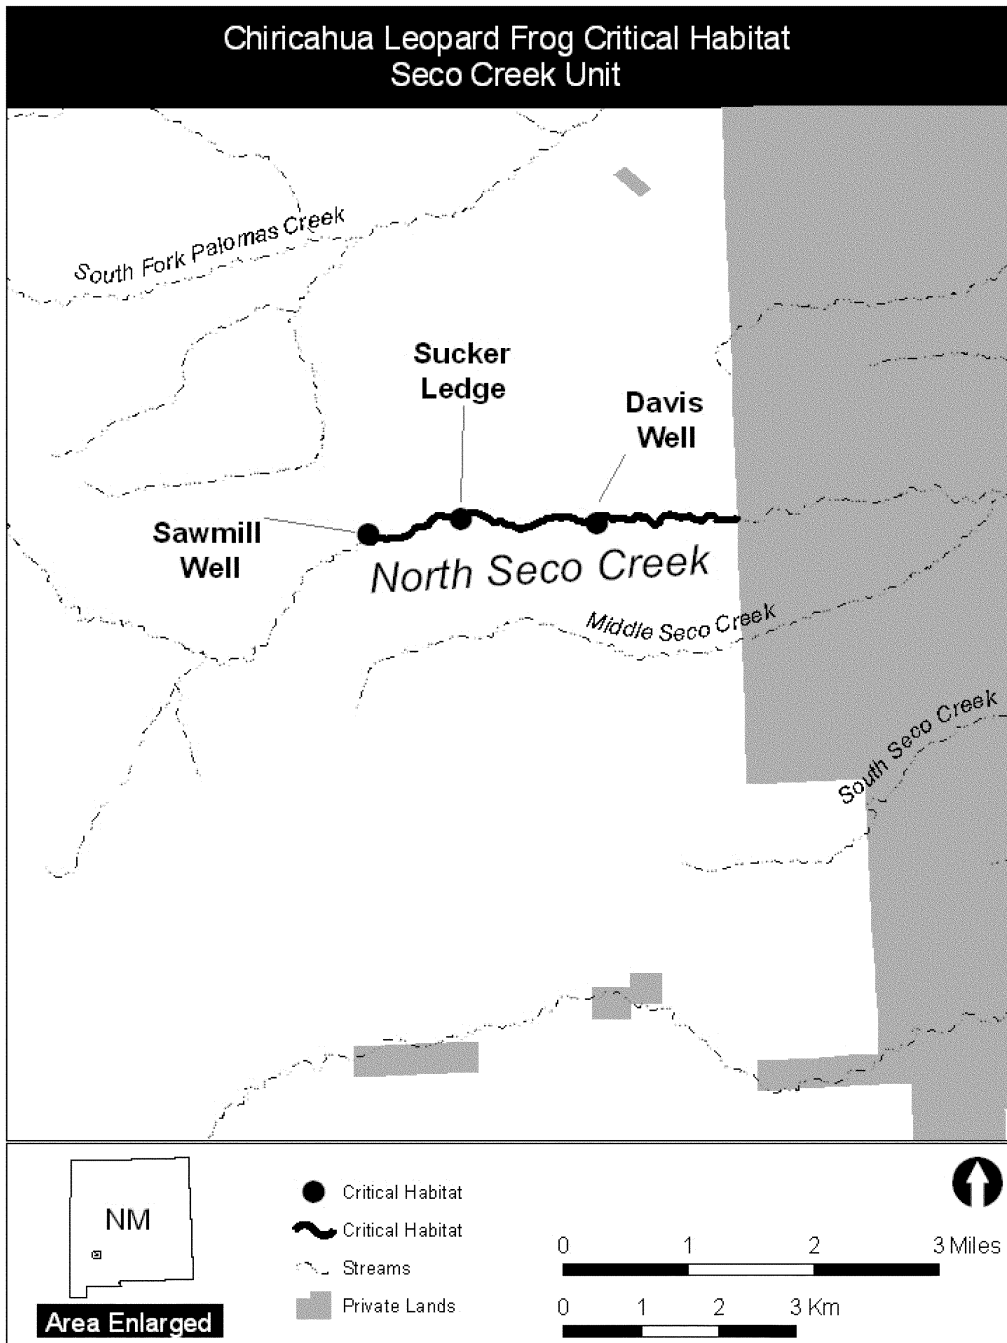 Chiricahua Leopard Frog Critical Habitat
Seco Creek Unit
South Fork Palomas Creek
Sucker
Ledge
Davis
Well
Sawmill
Well
North Seco Creek
Middle Seco Creek
South Seco Creek
NM
Area Enlarged
Critical Habitat
Critical Habitat
Streams
Private Lands
0 1 2 3 Miles
0 1 2 3 Km